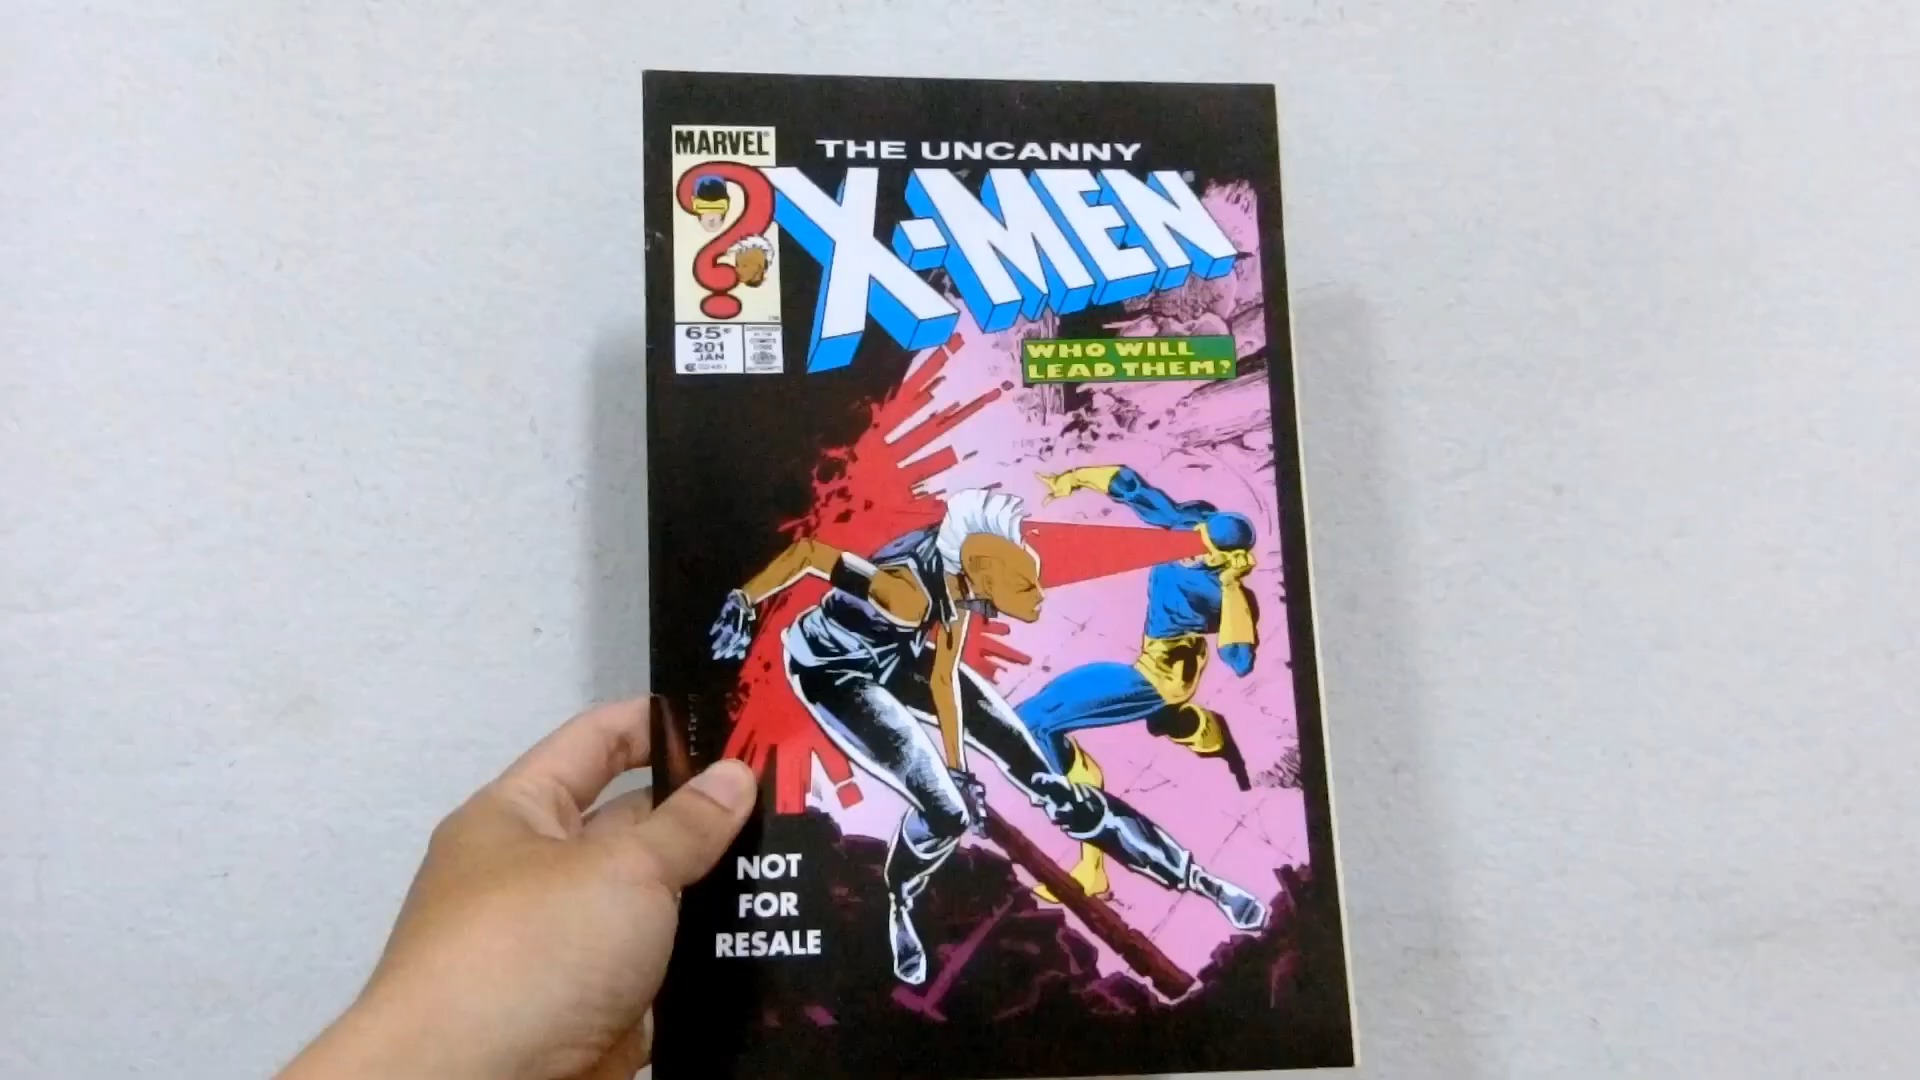 MARVEL
THE UNCANNY
X-MEN
65¢
201
JAN
WHO WILL
LEAD THEM?
NOT
FOR
RESALE